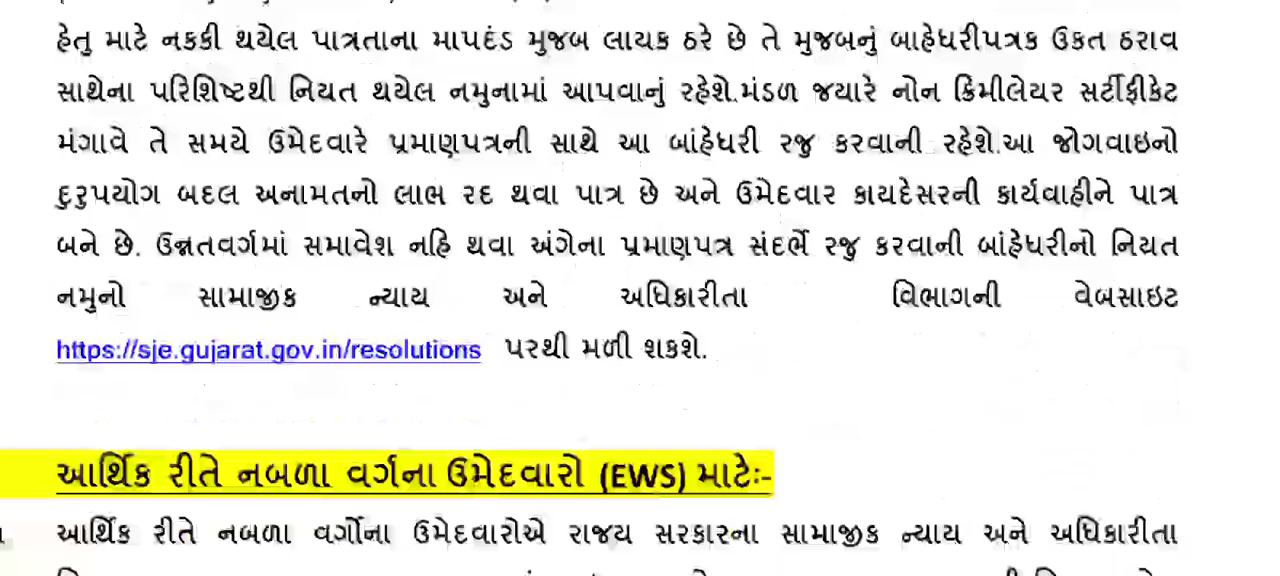 હેતુ માટે નકકી થયેલ પાત્રતાના માપદંડ મુજબ લાયક ઠરે છે તે મુજબનું બાહેધરીપત્રક ઉકત ઠરાવ
સાથેના પરિશિષ્ટથી નિયત થયેલ નમુનામાં આપવાનું રહેશે.મંડળ જયારે નોન ક્રિમીલેયર સર્ટીફીકેટ
મંગાવે તે સમયે ઉમેદવારે પ્રમાણપત્રની સાથે આ બાંહેધરી રજુ કરવાની રહેશે.આ જોગવાઇનો
દુરુપયોગ બદલ અનામતનો લાભ રદ થવા પાત્ર છે અને ઉમેદવાર કાયદેસરની કાર્યવાહીને પાત્ર
બને છે. ઉન્નતવર્ગમાં સમાવેશ નહિ થવા અંગેના પ્રમાણપત્ર સંદર્ભે રજુ કરવાની બાંહેધરીનો નિયત
નમુનો સામાજીક ન્યાય અને અધિકારીતા વિભાગની વેબસાઇટ
https://sje.gujarat.gov.in/resolutions પરથી મળી શકશે.
આર્થિક રીતે નબળા વર્ગના ઉમેદવારો (EWS) માટેઃ-
આર્થિક રીતે નબળા વર્ગોના ઉમેદવારોએ રાજય સરકારના સામાજીક ન્યાય અને અધિકારીતા